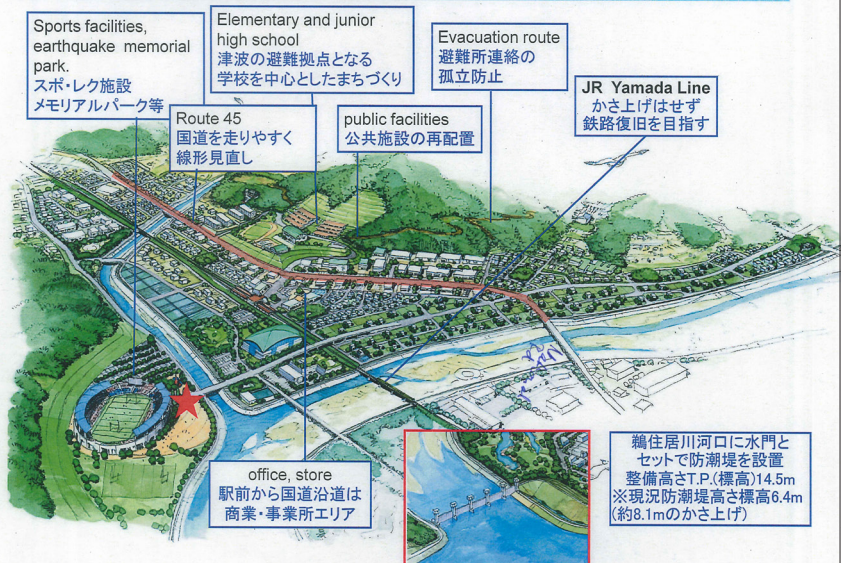 Sports facilities,
earthquake memorial
park.
スポ・レク施設
メモリアルパーク等
Elementary and junior
high school
津波の避難拠点となる
学校を中心としたまちづくり
Evacuation route
避難所連絡の
孤立防止
JR Yamada Line
かさ上げはせず
鉄路復旧を目指す
Route 45
国道を走りやすく
線形見直し
public facilities
公共施設の再配置
office, store
駅前から国道沿道は
商業・事業所エリア
鵜住居川河口に水門と
セットで防潮堤を設置
整備高さT.P.(標高)14.5m
※現況防潮堤高さ標高6.4m
(約8.1mのかさ上げ)